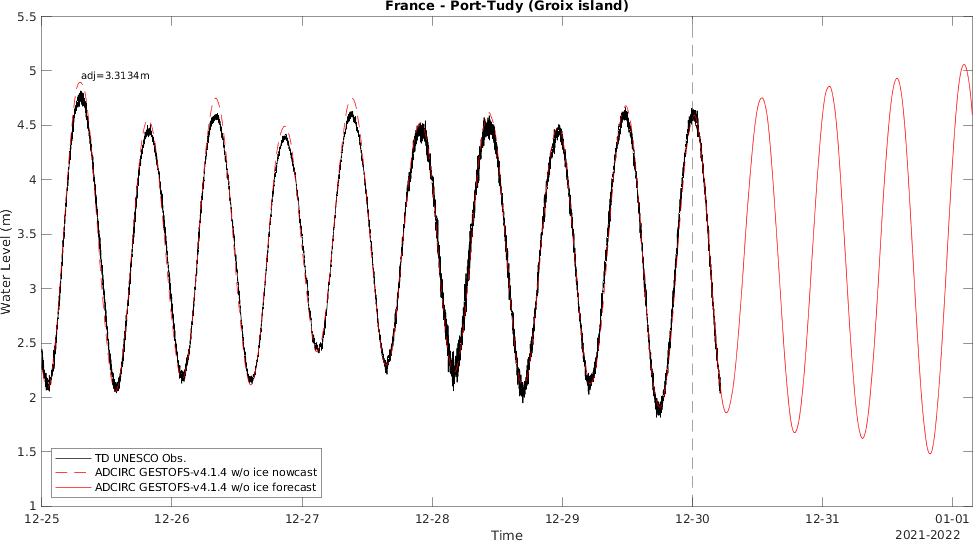 France - Port-Tudy (Groix island)
adj=3.3134m
Water Level (m)
5.5
5
4.5
4
3.5
3
2.5
2
1.5
1
TD UNESCO Obs.
ADCIRC GESTOFS-v4.1.4 w/o ice nowcast
ADCIRC GESTOFS-v4.1.4 w/o ice forecast
12-25 12-26 12-27 12-28 12-29 12-30 12-31 01-01
Time
2021-2022